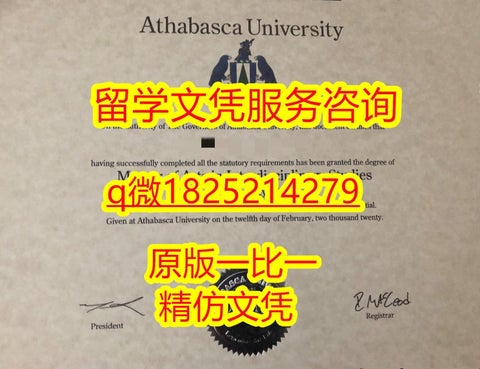 Athabasca University
留学文凭服务咨询
having successfully completed all the statutory requirements has been granted the degree of
q微1825214279
Given at Athabasca University on the twelfth day of February, two thousand twenty.
原版一比一
精仿文凭
President
Registrar